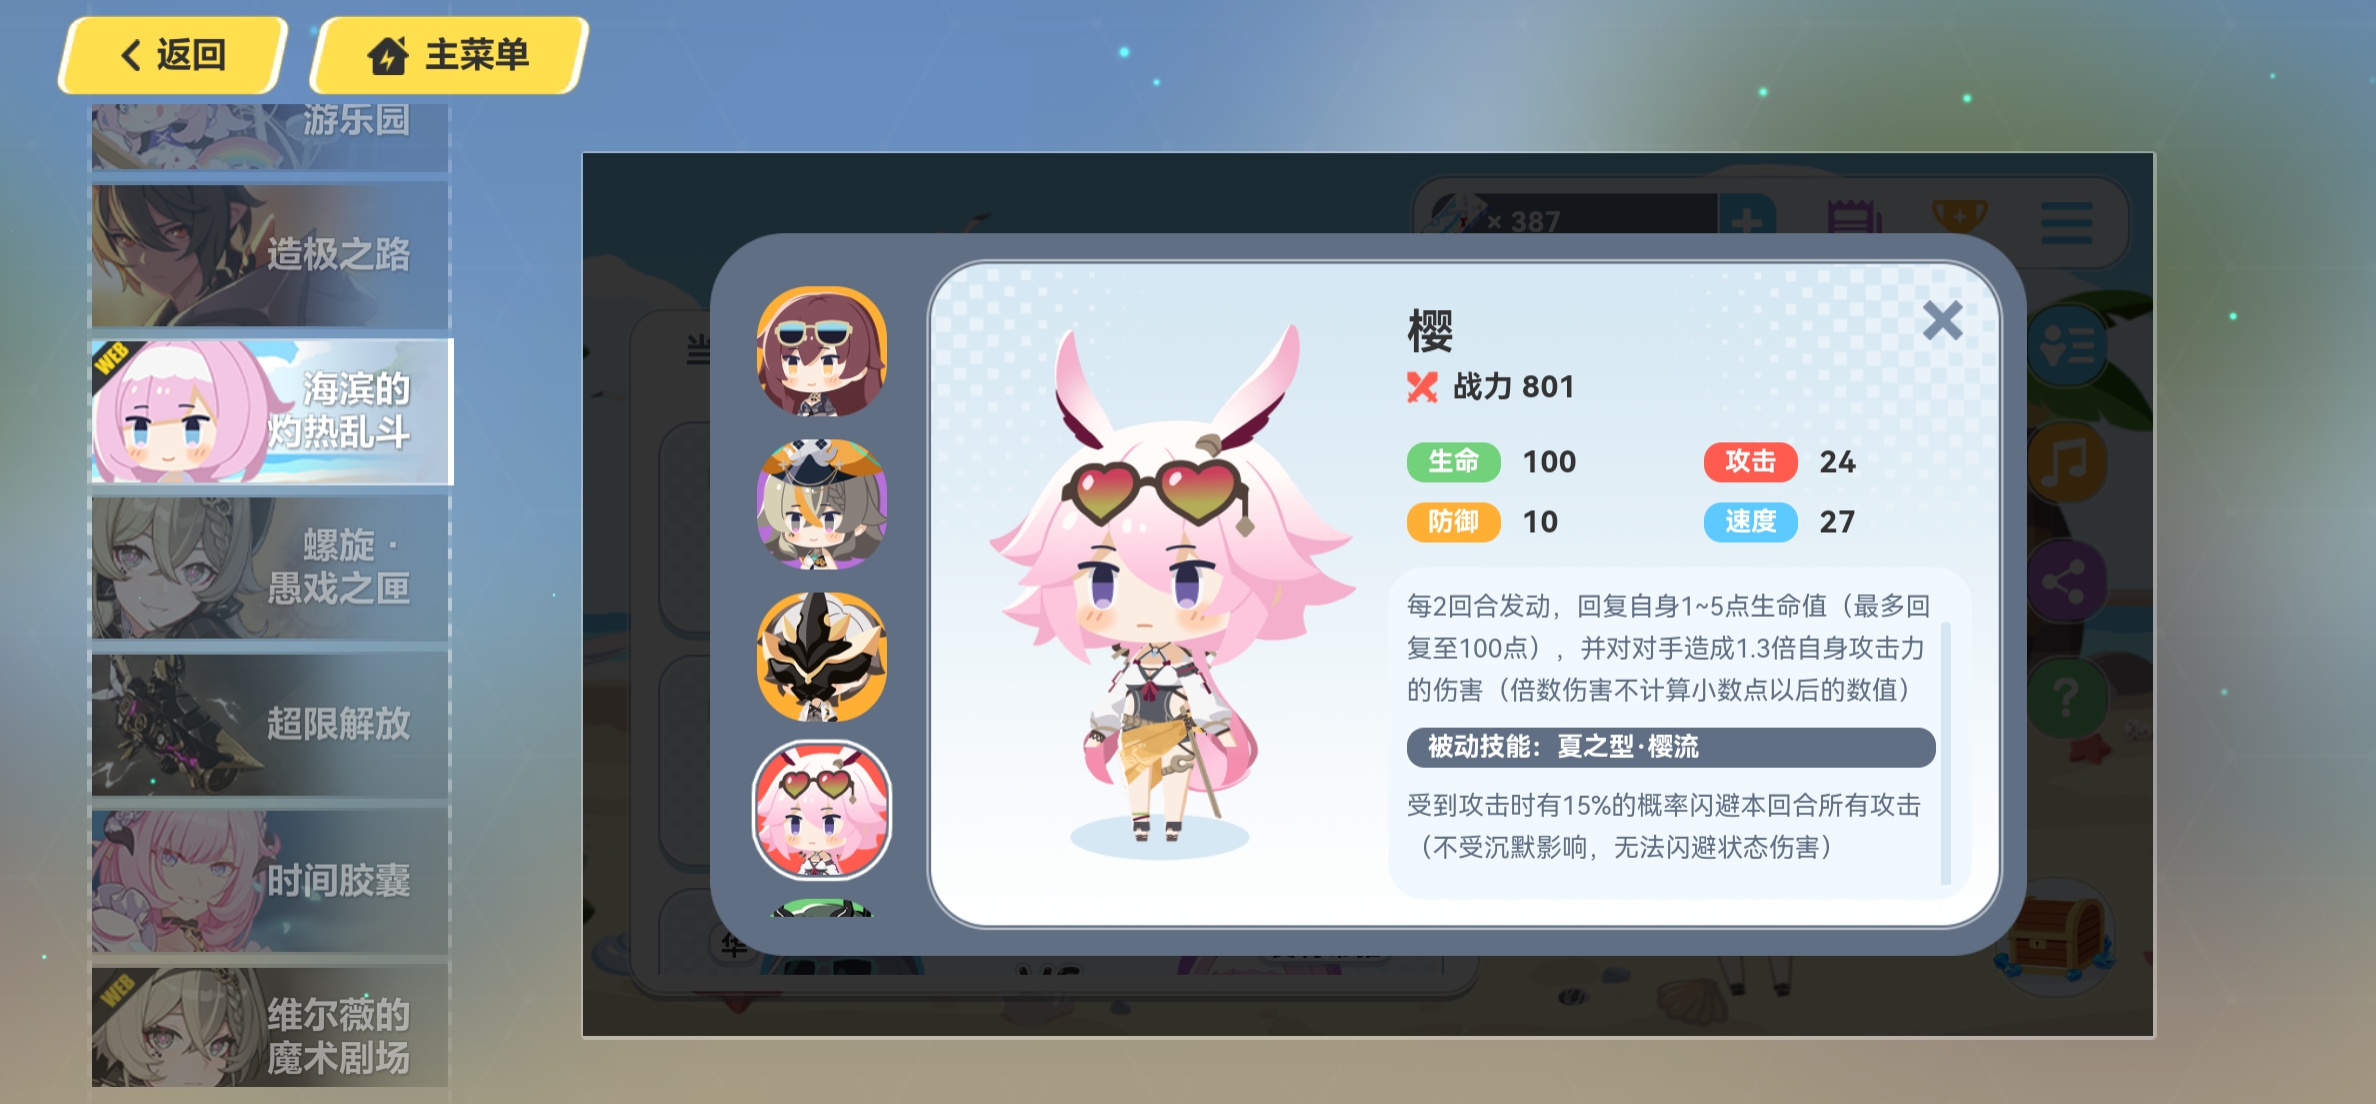 返回
主菜单
游乐园
造极之路
WEB
海滨的
灼热乱斗
螺旋·
愚戏之匣
超限解放
时间胶囊
WEB
维尔薇的
魔术剧场
× 387
当
樱
战力 801
生命 100 攻击 24
防御 10 速度 27
每2回合发动，回复自身1~5点生命值（最多回
复至100点），并对对手造成1.3倍自身攻击力
的伤害（倍数伤害不计算小数点以后的数值）
被动技能：夏之型·樱流
受到攻击时有15%的概率闪避本回合所有攻击
（不受沉默影响，无法闪避状态伤害）
华
VS